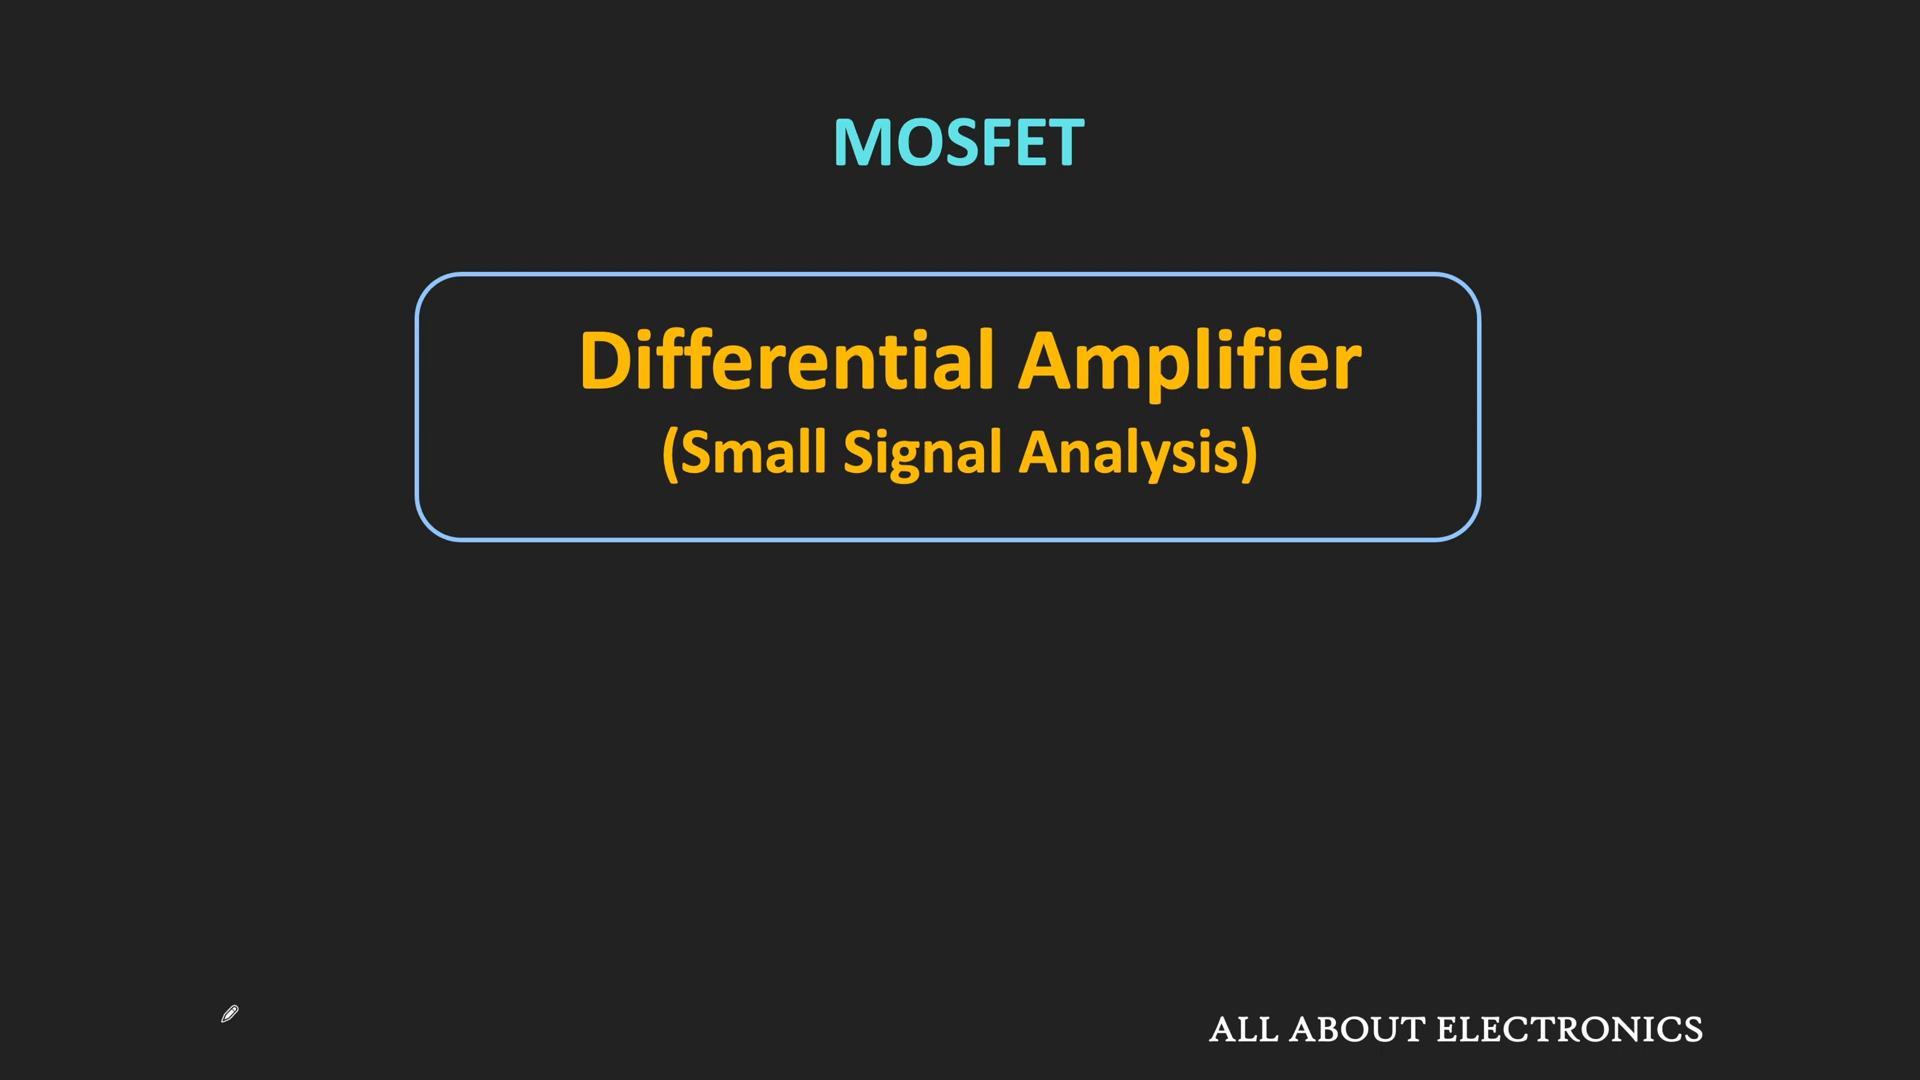 MOSFET
Differential Amplifier
(Small Signal Analysis)
ALL ABOUT ELECTRONICS